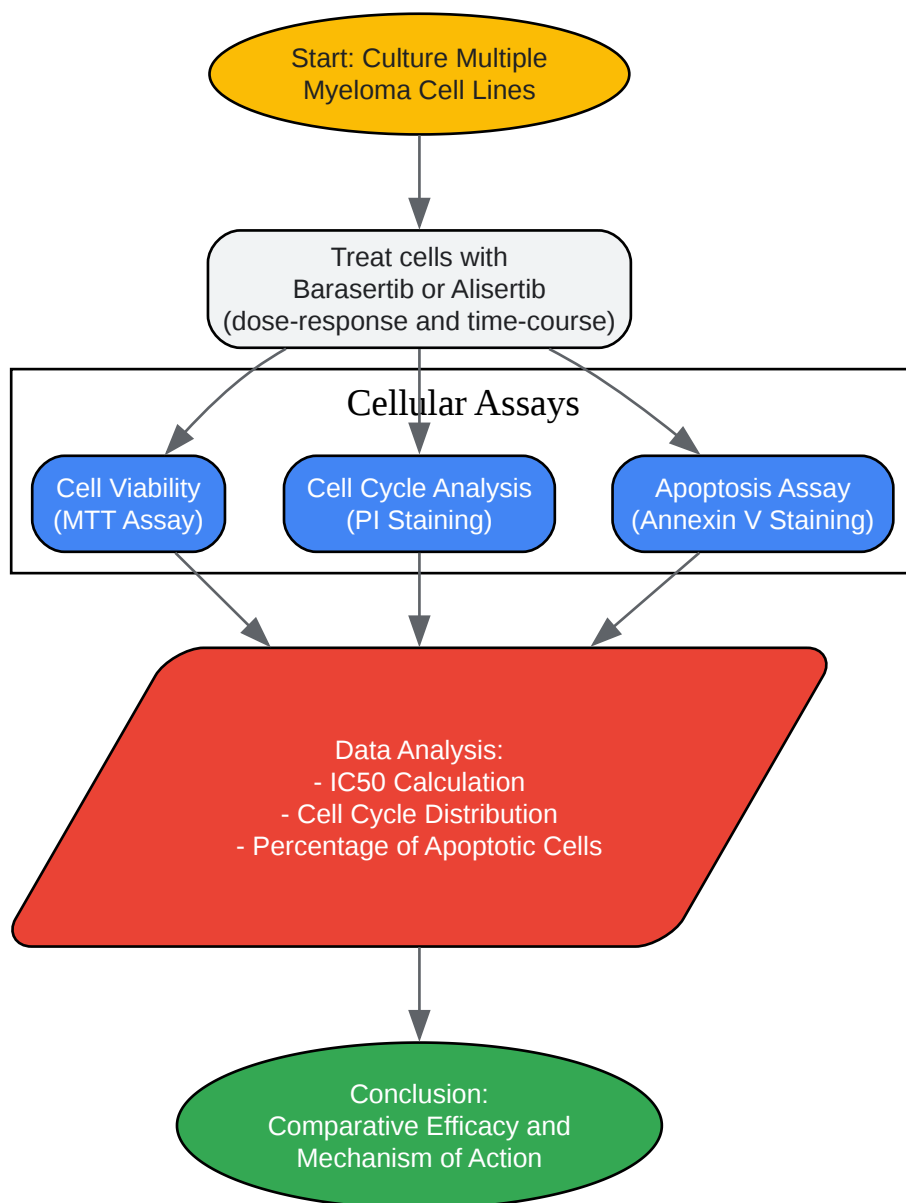 Start: Culture Multiple
Myeloma Cell Lines
Treat cells with
Barasertib or Alisertib
(dose-response and time-course)
Cellular Assays
Cell Viability
(MTT Assay)
Cell Cycle Analysis
(PI Staining)
Apoptosis Assay
(Annexin V Staining)
Data Analysis:
- IC50 Calculation
- Cell Cycle Distribution
- Percentage of Apoptotic Cells
Conclusion:
Comparative Efficacy and
Mechanism of Action